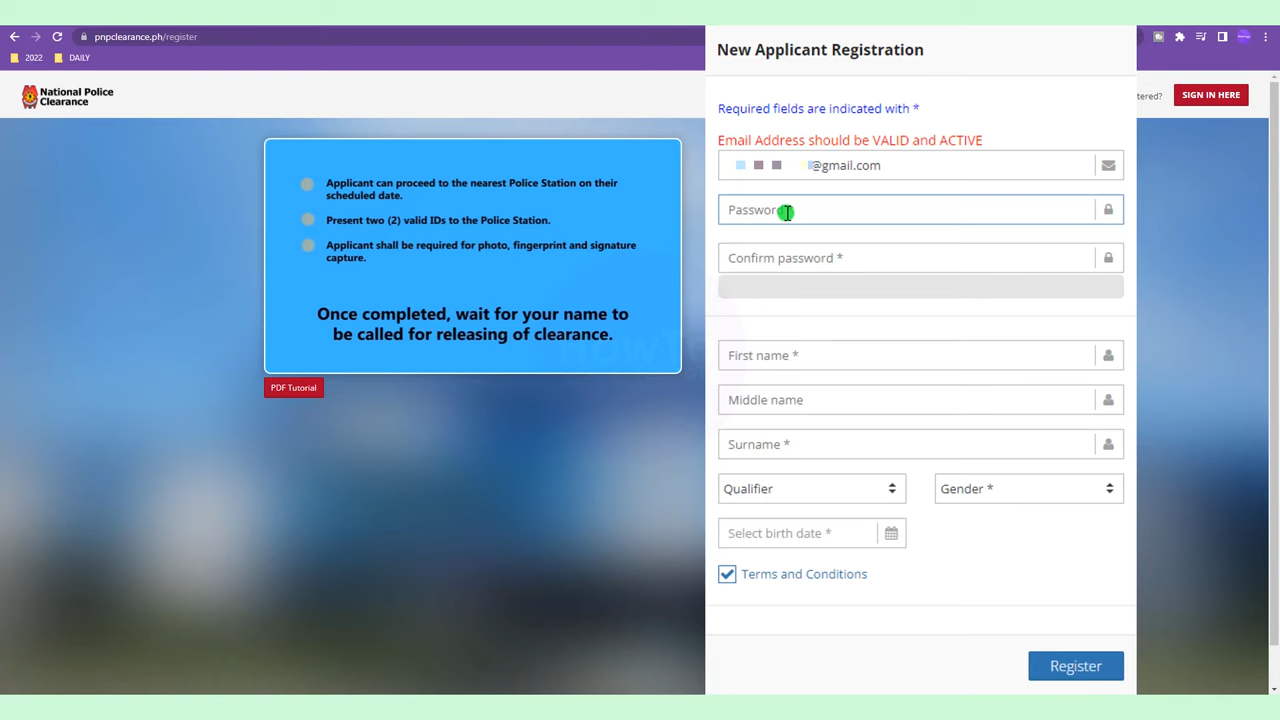 pnpclearance.ph/register
2022
DAILY
National Police
Clearance
tered?
SIGN IN HERE
Applicant can proceed to the nearest Police Station on their
scheduled date.
Present two (2) valid IDs to the Police Station.
Applicant shall be required for photo, fingerprint and signature
capture.
Once completed, wait for your name to
be called for releasing of clearance.
PDF Tutorial
New Applicant Registration
Required fields are indicated with *
Email Address should be VALID and ACTIVE
@gmail.com
Password
Confirm password *
First name *
Middle name
Surname *
Qualifier
Gender *
Select birth date *
Terms and Conditions
Register